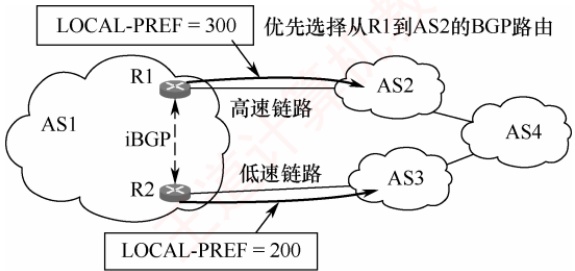 LOCAL-PREF = 300
优先选择从R1到AS2的BGP路由
R1
AS2
高速链路
AS1
iBGP
AS4
低速链路
R2
AS3
LOCAL-PREF = 200